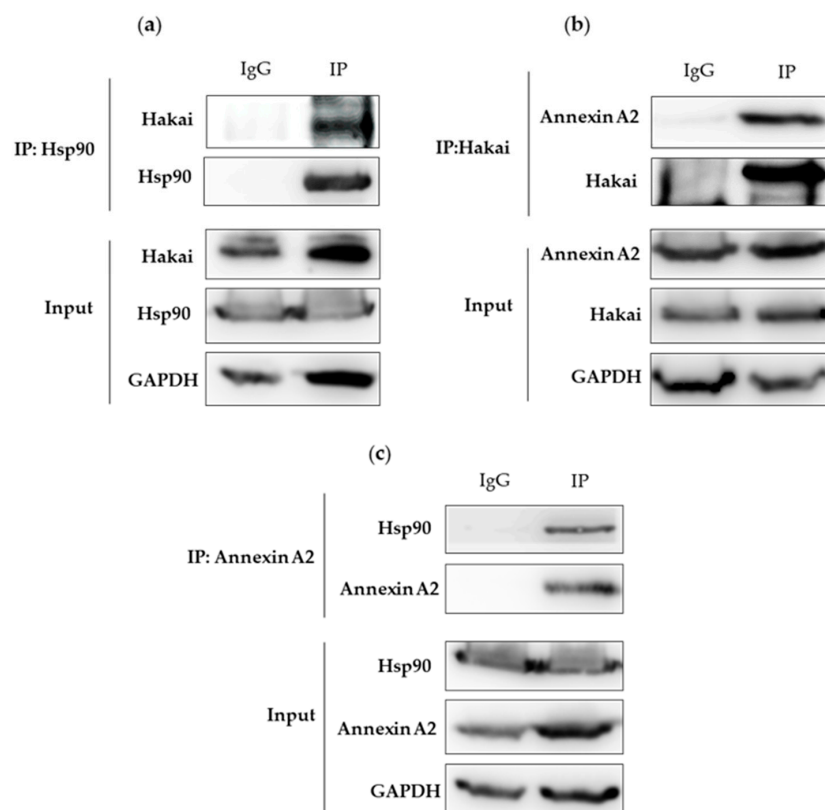 (a)
IgG IP
IP: Hsp90
Hakai
Hsp90
Input
Hakai
Hsp90
GAPDH
(b)
IgG IP
IP:Hakai
Annexin A2
Hakai
Input
Annexin A2
Hakai
GAPDH
(c)
IgG IP
IP: Annexin A2
Hsp90
Annexin A2
Input
Hsp90
Annexin A2
GAPDH